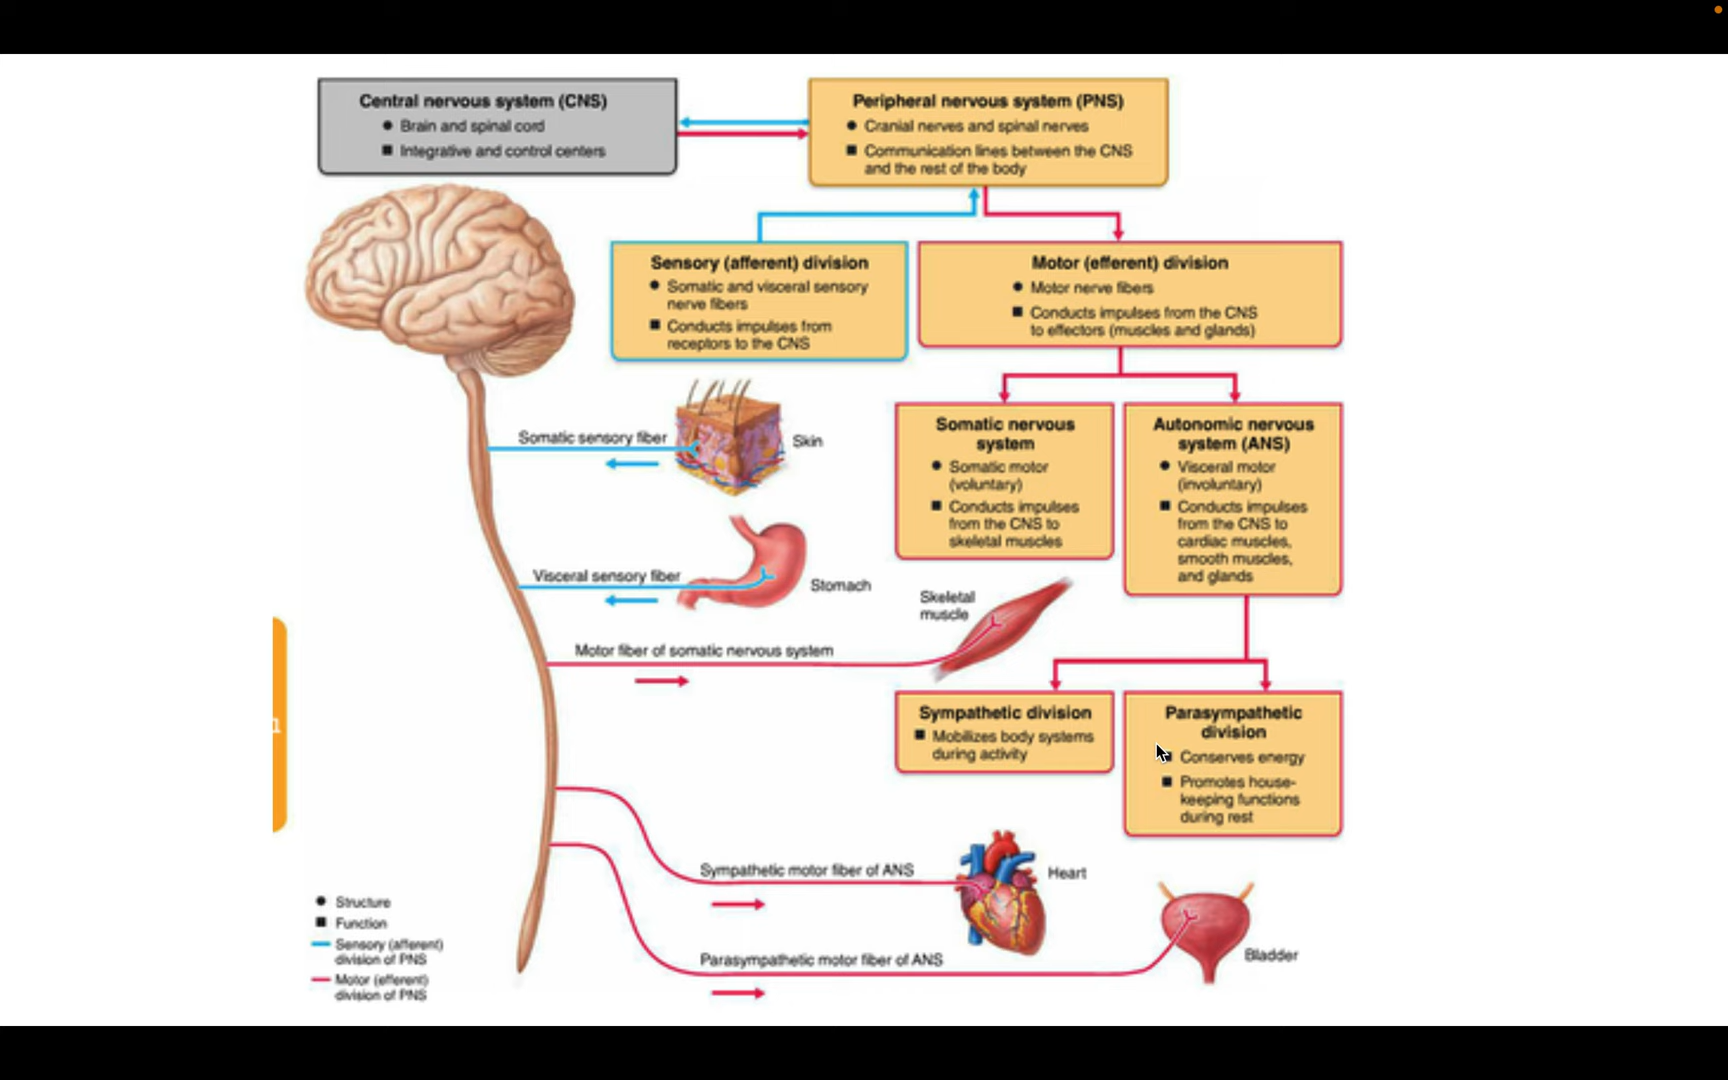 Central nervous system (CNS)
● Brain and spinal cord
■ Integrative and control centers
Peripheral nervous system (PNS)
● Cranial nerves and spinal nerves
■ Communication lines between the CNS
and the rest of the body
Sensory (afferent) division
● Somatic and visceral sensory
nerve fibers
■ Conducts impulses from
receptors to the CNS
Motor (efferent) division
● Motor nerve fibers
■ Conducts impulses from the CNS
to effectors (muscles and glands)
Somatic nervous
system
● Somatic motor
(voluntary)
■ Conducts impulses
from the CNS to
skeletal muscles
Autonomic nervous
system (ANS)
● Visceral motor
(involuntary)
■ Conducts impulses
from the CNS to
cardiac muscles,
smooth muscles,
and glands
Somatic sensory fiber
Skin
Visceral sensory fiber
Stomach
Skeletal
muscle
Motor fiber of somatic nervous system
Sympathetic division
■ Mobilizes body systems
during activity
Parasympathetic
division
■ Conserves energy
■ Promotes house-
keeping functions
during rest
Sympathetic motor fiber of ANS
Heart
Parasympathetic motor fiber of ANS
Bladder
● Structure
■ Function
Sensory (afferent)
division of PNS
Motor (efferent)
division of PNS